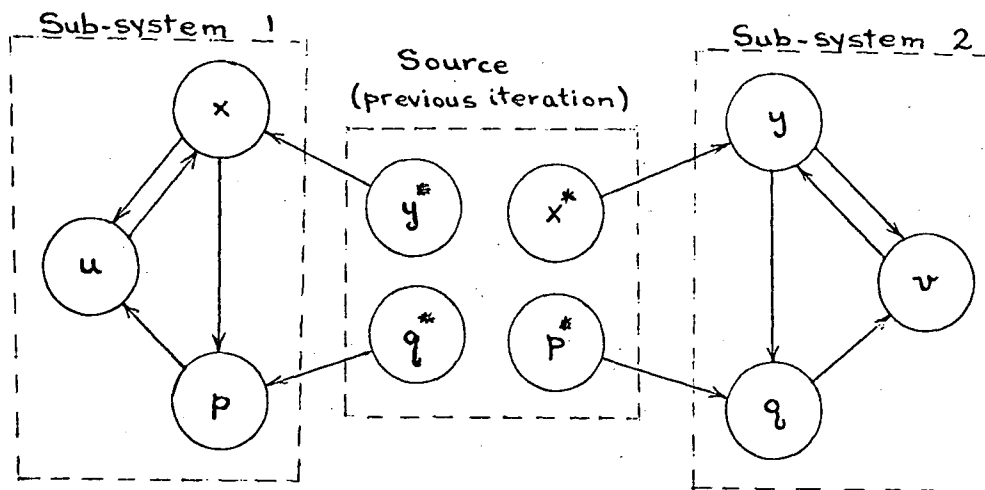 Sub-system 1
Source
(previous iteration)
Sub-system 2
x
y
y*
x*
u
v
q*
p*
p
q